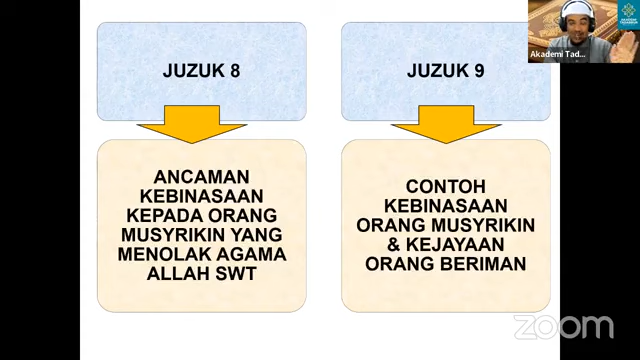 JUZUK 8
ANCAMAN
KEBINASAAN
KEPADA ORANG
MUSYRIKIN YANG
MENOLAK AGAMA
ALLAH SWT
JUZUK 9
CONTOH
KEBINASAAN
ORANG MUSYRIKIN
& KEJAYAAN
ORANG BERIMAN
Akademi Tad...
zoom